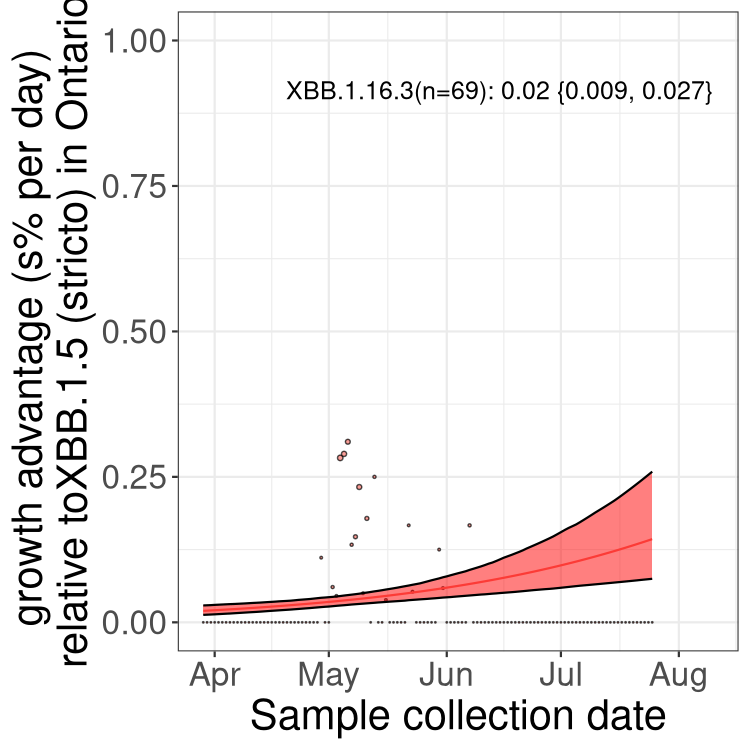 growth advantage (s% per day)
relative toXBB.1.5 (stricto) in Ontario
1.00
0.75
0.50
0.25
0.00
XBB.1.16.3(n=69): 0.02 {0.009, 0.027}
Apr May Jun Jul Aug
Sample collection date